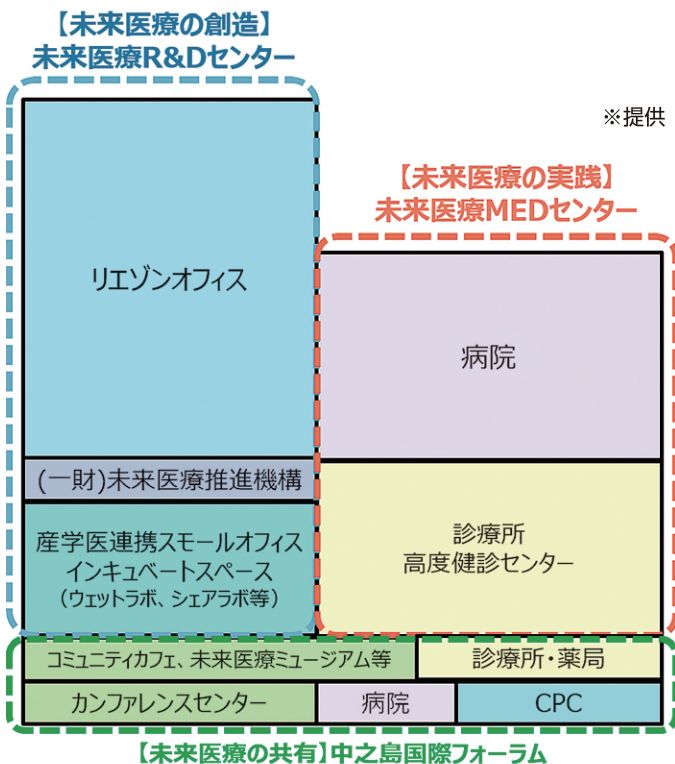 【未来医療の創造】
未来医療R&Dセンター
※提供
【未来医療の実践】
未来医療MEDセンター
リエゾンオフィス
病院
(一財)未来医療推進機構
産学医連携スモールオフィス
インキュベートスペース
(ウェットラボ、シェアラボ等)
診療所
高度健診センター
コミュニティカフェ、未来医療ミュージアム等
診療所・薬局
カンファレンスセンター
病院
CPC
【未来医療の共有】中之島国際フォーラム